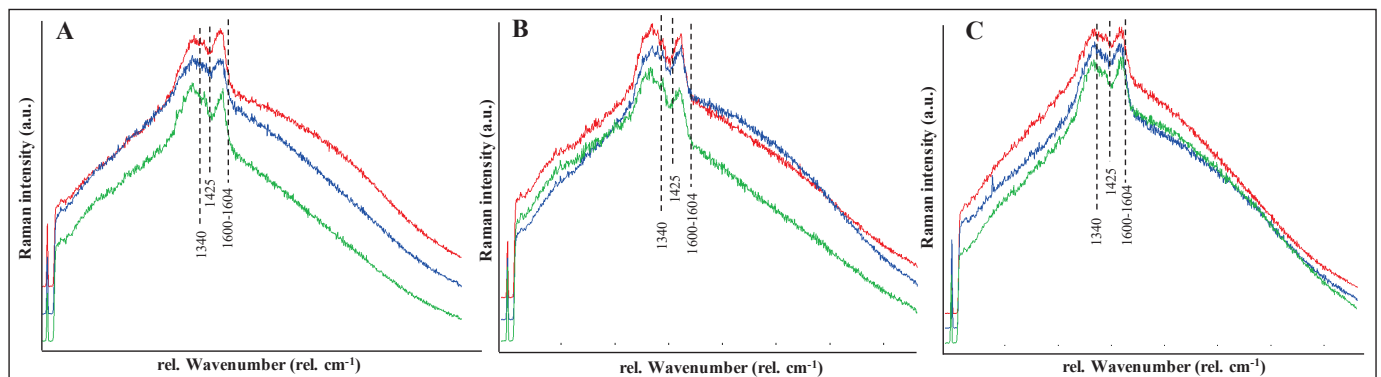 A
Raman intensity (a.u.)
1340
1425
1600-1604
rel. Wavenumber (rel. cm⁻¹)
B
Raman intensity (a.u.)
1340
1425
1600-1604
rel. Wavenumber (rel. cm⁻¹)
C
Raman intensity (a.u.)
1340
1425
1600-1604
rel. Wavenumber (rel. cm⁻¹)